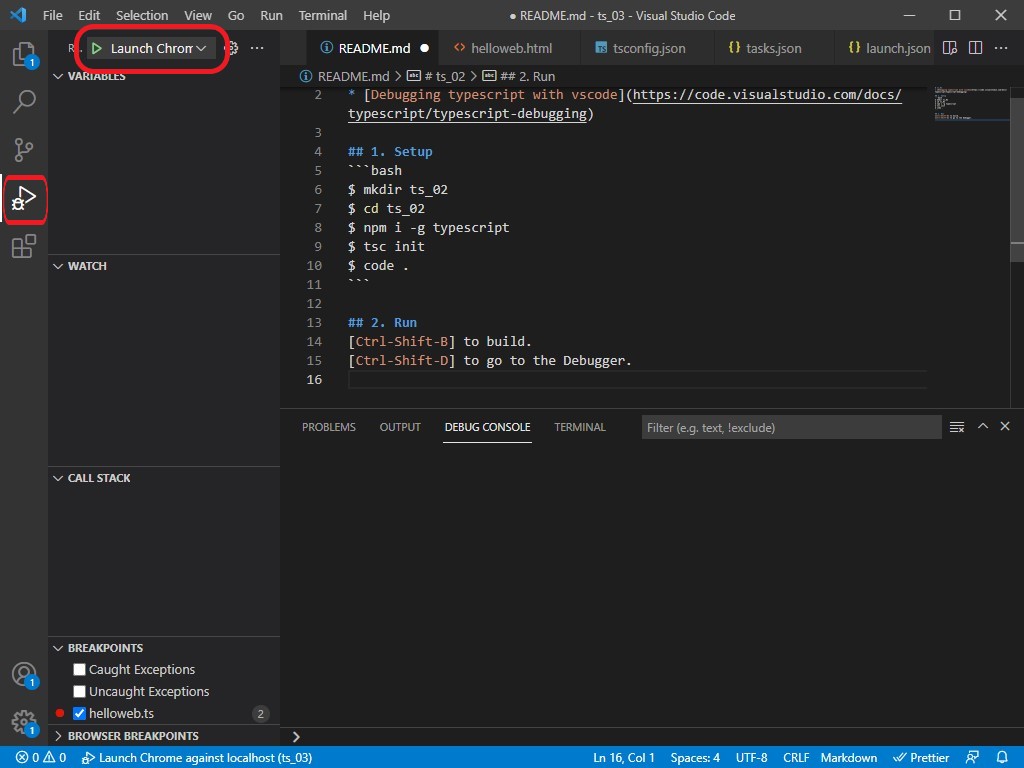 File Edit Selection View Go Run Terminal Help ● README.md - ts_03 - Visual Studio Code
R.. Launch Chrom
VARIABLES
WATCH
CALL STACK
BREAKPOINTS
Caught Exceptions
Uncaught Exceptions
helloweb.ts 2
BROWSER BREAKPOINTS
1
1
1
README.md helloweb.html tsconfig.json tasks.json launch.json
README.md > # ts_02 > ## 2. Run
2 * [Debugging typescript with vscode](https://code.visualstudio.com/docs/
typescript/typescript-debugging)
3
4 ## 1. Setup
5 ```bash
6 $ mkdir ts_02
7 $ cd ts_02
8 $ npm i -g typescript
9 $ tsc init
10 $ code .
11 ```
12
13 ## 2. Run
14 [Ctrl-Shift-B] to build.
15 [Ctrl-Shift-D] to go to the Debugger.
16
PROBLEMS OUTPUT DEBUG CONSOLE TERMINAL Filter (e.g. text, !exclude)
0 0 Launch Chrome against localhost (ts_03) Ln 16, Col 1 Spaces: 4 UTF-8 CRLF Markdown Prettier